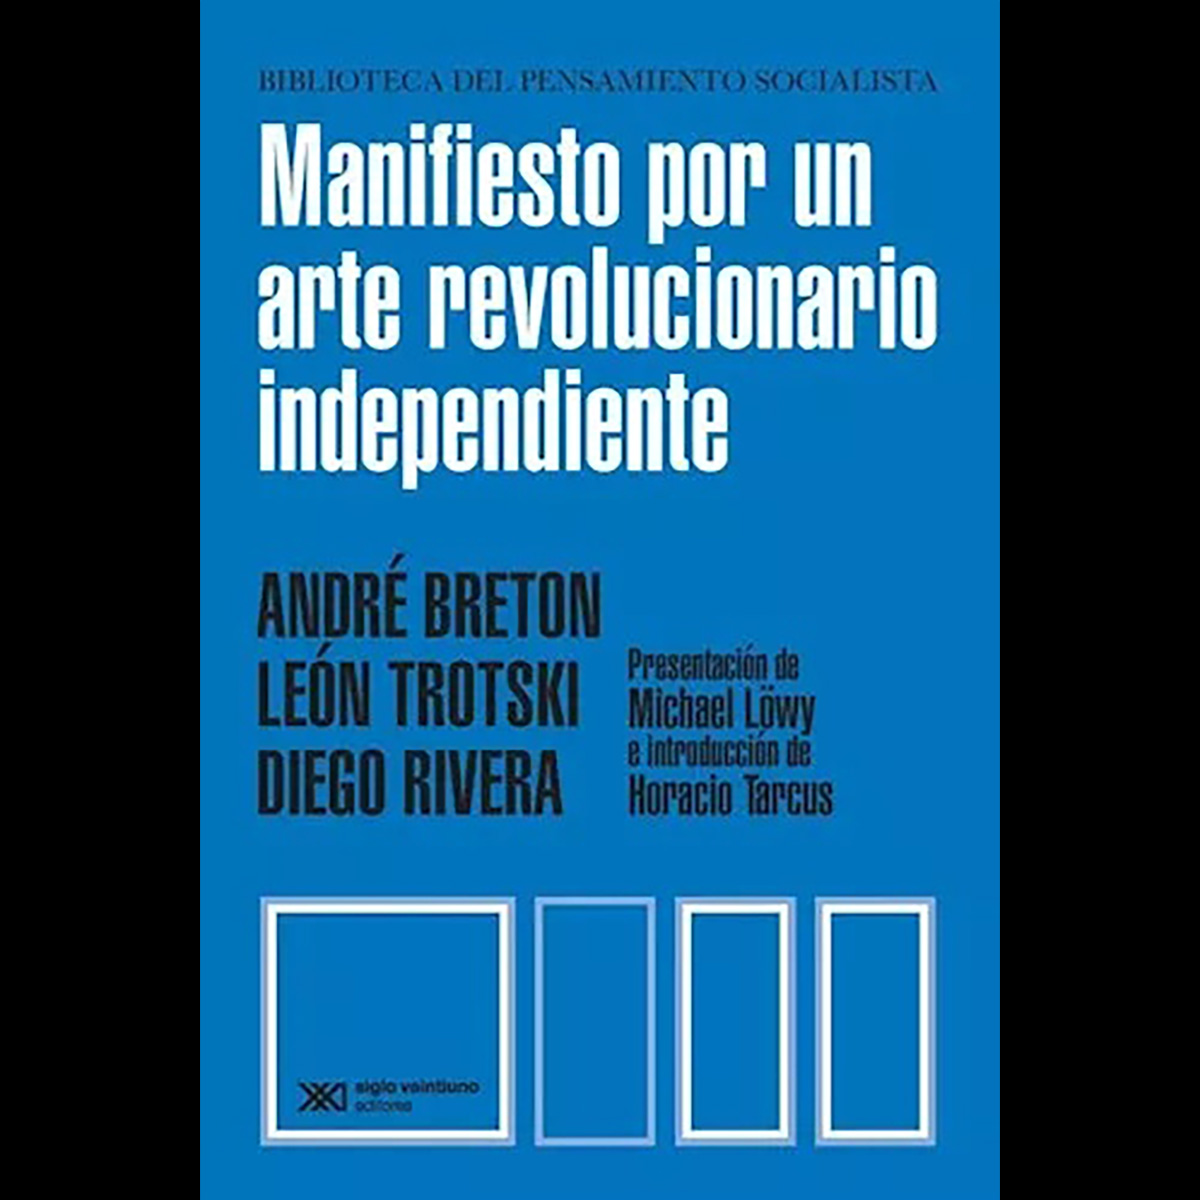 BIBLIOTECA DEL PENSAMIENTO SOCIALISTA
Manifiesto por un
arte revolucionario
independiente
ANDRÉ BRETON
LEÓN TROTSKI
DIEGO RIVERA
Presentación de
Michael Löwy
e introducción de
Horacio Tarcus
siglo veintiuno
editores